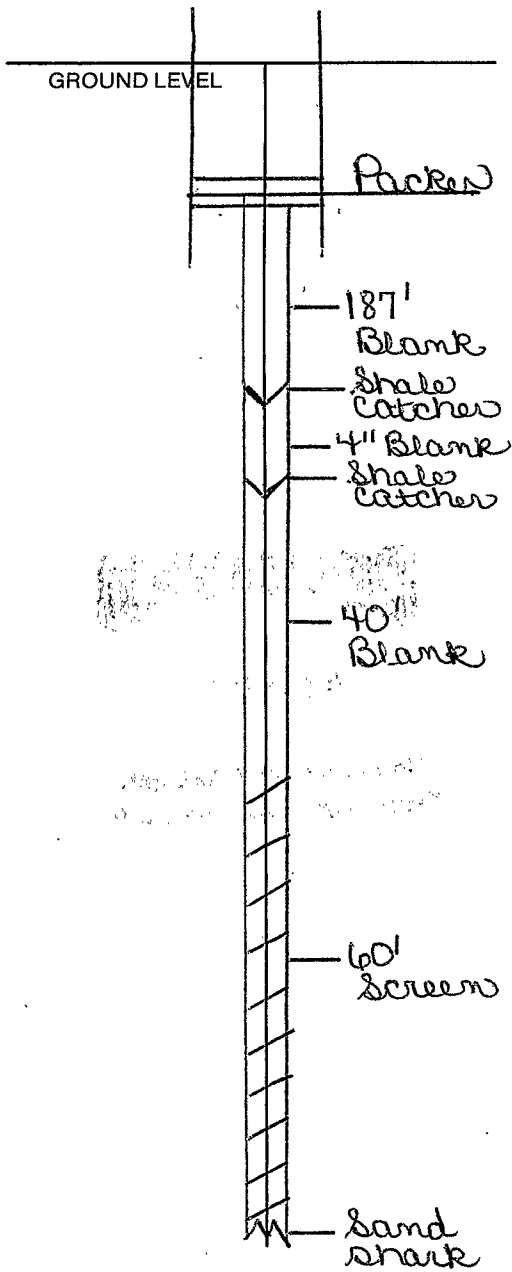 GROUND LEVEL
Packer
187'
Blank
Shale
catcher
4" Blank
Shale
catcher
40'
Blank
60'
Screen
Sand
shark